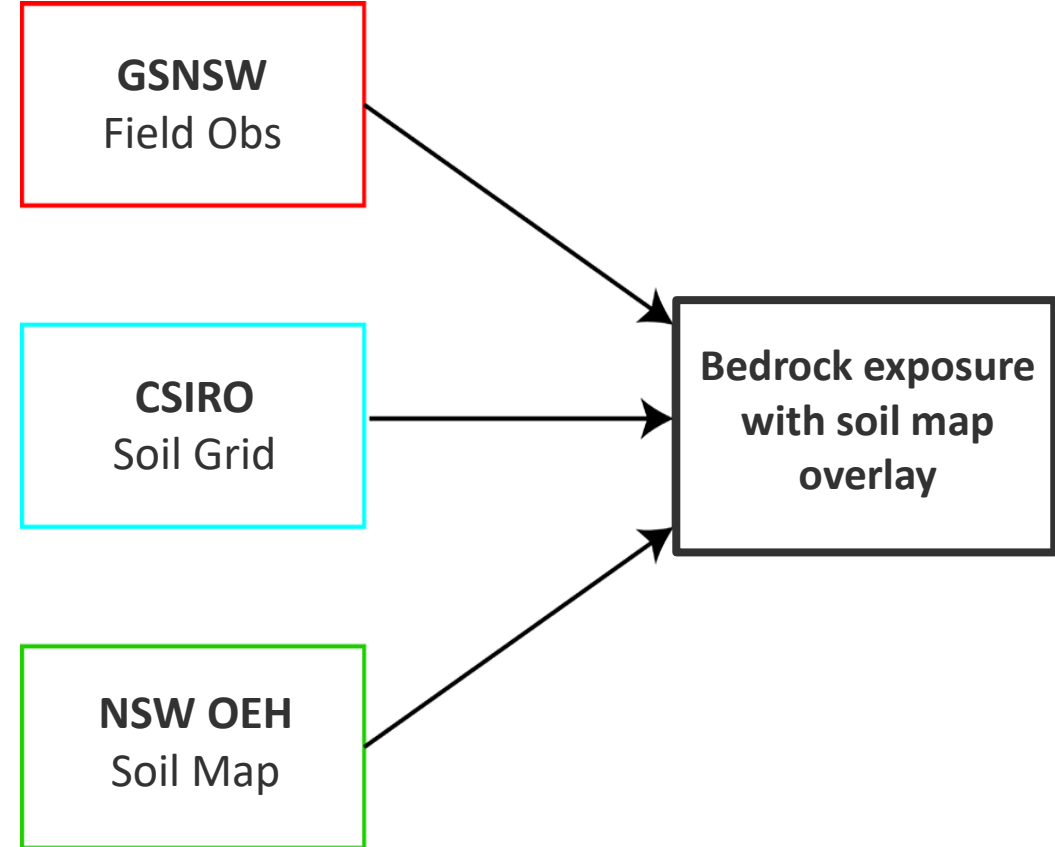 GSNSW
Field Obs
CSIRO
Soil Grid
NSW OEH
Soil Map
Bedrock exposure
with soil map
overlay